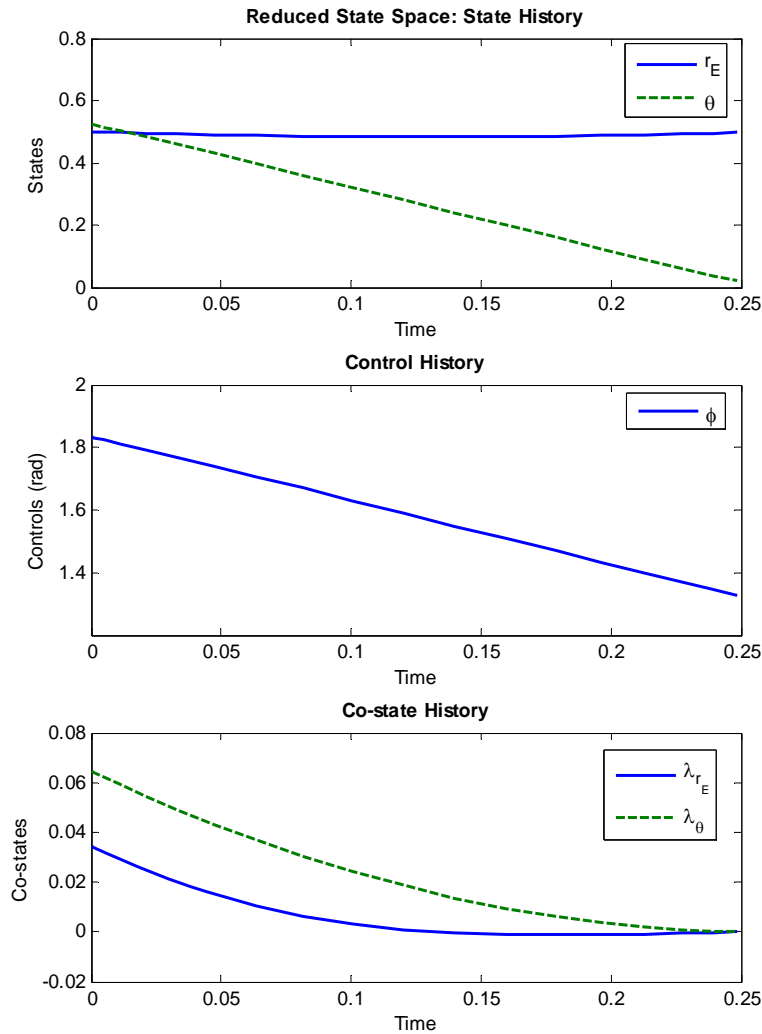 Reduced State Space: State History
0.8
0.6
0.4
0.2
0
States
r_E
θ
0 0.05 0.1 0.15 0.2 0.25
Time
Control History
2
1.8
1.6
1.4
Controls (rad)
ϕ
0 0.05 0.1 0.15 0.2 0.25
Time
Co-state History
0.08
0.06
0.04
0.02
0
-0.02
Co-states
λ_{r_E}
λ_θ
0 0.05 0.1 0.15 0.2 0.25
Time